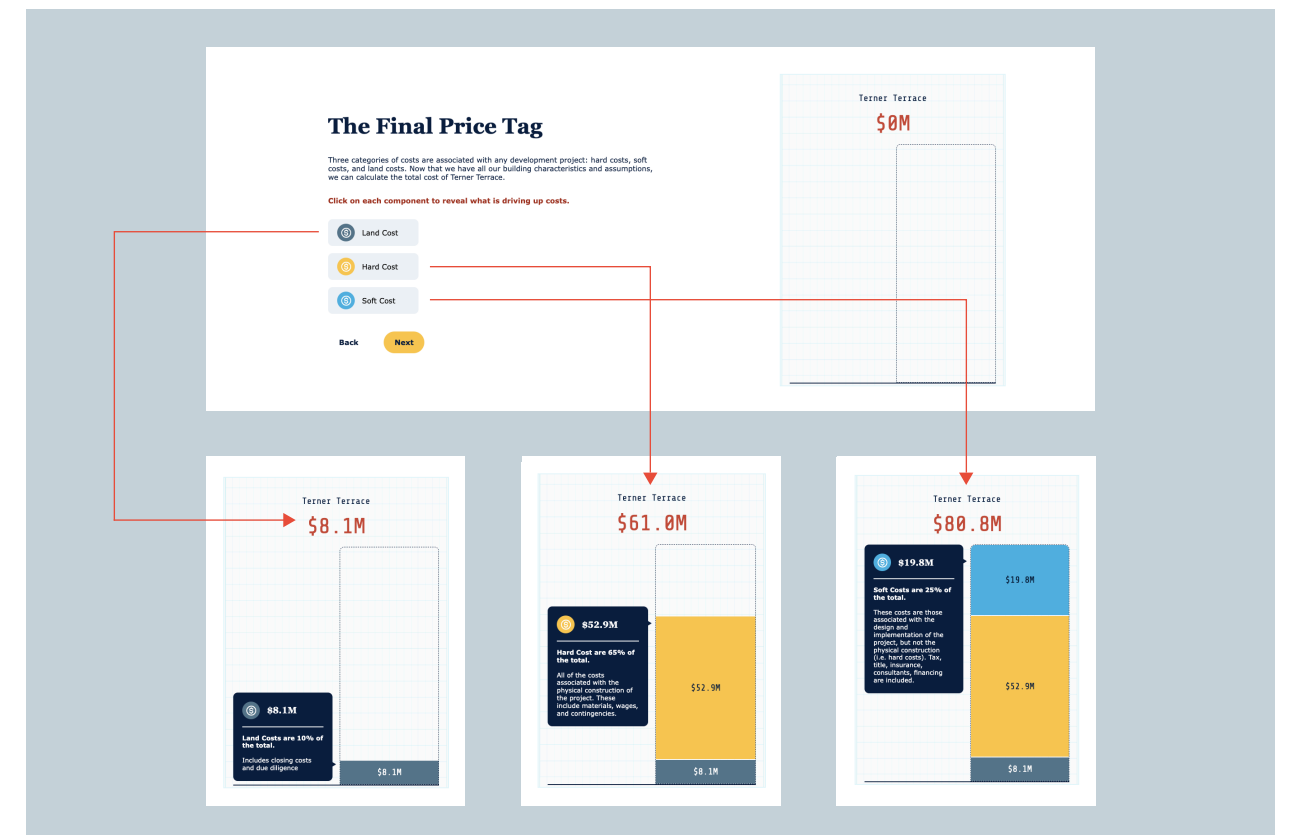 The Final Price Tag
Three categories of costs are associated with any development project: hard costs, soft
costs, and land costs. Now that we have all our building characteristics and assumptions,
we can calculate the total cost of Terner Terrace.
Click on each component to reveal what is driving up costs.
Land Cost
Hard Cost
Soft Cost
Back
Next
Terner Terrace
$0M
Terner Terrace
$8.1M
$8.1M
Land Costs are 10% of
the total.
Includes closing costs
and due diligence
$8.1M
Terner Terrace
$61.0M
$52.9M
Hard Cost are 65% of
the total.
All of the costs
associated with the
physical construction of
the project. These
include materials, wages,
and contingencies.
$52.9M
$8.1M
Terner Terrace
$80.8M
$19.8M
Soft Costs are 25% of
the total.
These costs are those
associated with the
design and
implementation of the
project, but not the
physical construction
(i.e. hard costs). Tax,
title, insurance,
consultants, financing
are included.
$19.8M
$52.9M
$8.1M